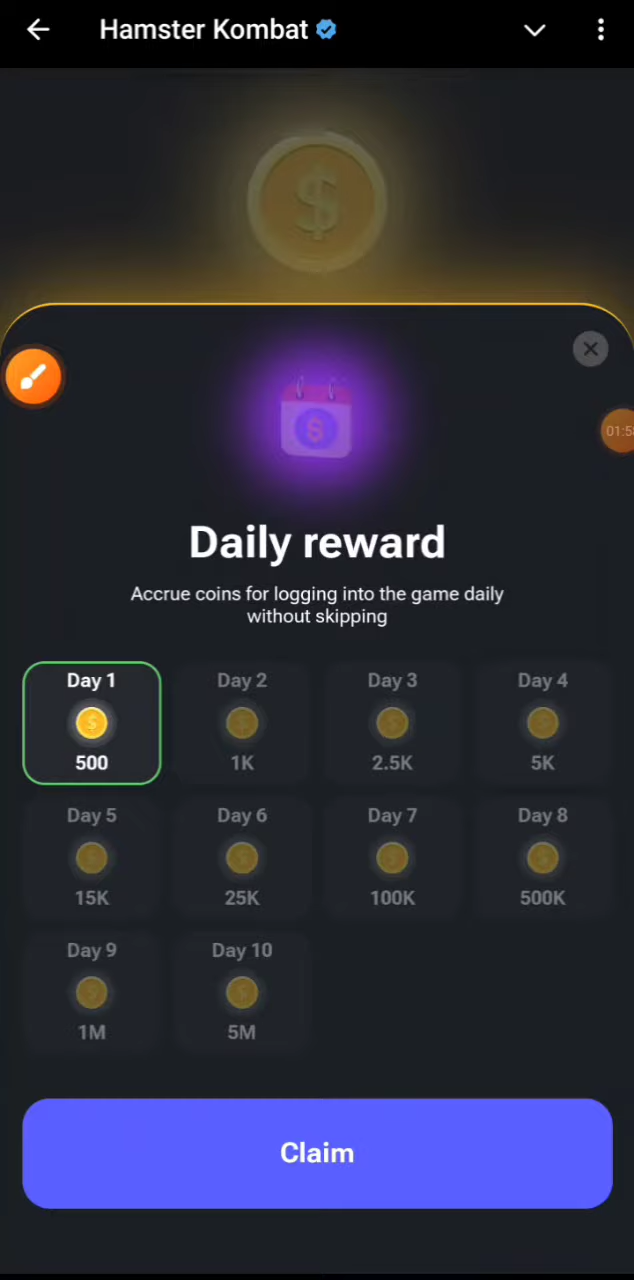 Hamster Kombat
01:58
Daily reward
Accrue coins for logging into the game daily
without skipping
Day 1
500
Day 2
1K
Day 3
2.5K
Day 4
5K
Day 5
15K
Day 6
25K
Day 7
100K
Day 8
500K
Day 9
1M
Day 10
5M
Claim